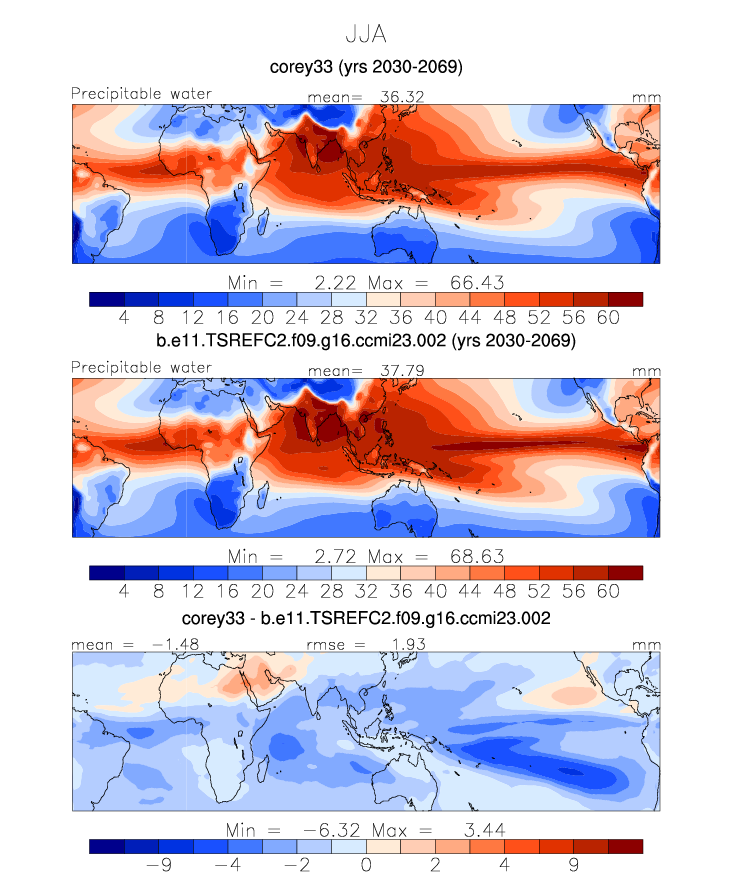 JJA
corey33 (yrs 2030-2069)
Precipitable water mean= 36.32 mm
Min = 2.22 Max = 66.43
4 8 12 16 20 24 28 32 36 40 44 48 52 56 60
b.e11.TSREFC2.f09.g16.ccmi23.002 (yrs 2030-2069)
Precipitable water mean= 37.79 mm
Min = 2.72 Max = 68.63
4 8 12 16 20 24 28 32 36 40 44 48 52 56 60
corey33 - b.e11.TSREFC2.f09.g16.ccmi23.002
mean = -1.48 rmse = 1.93 mm
Min = -6.32 Max = 3.44
-9 -4 -2 0 2 4 9